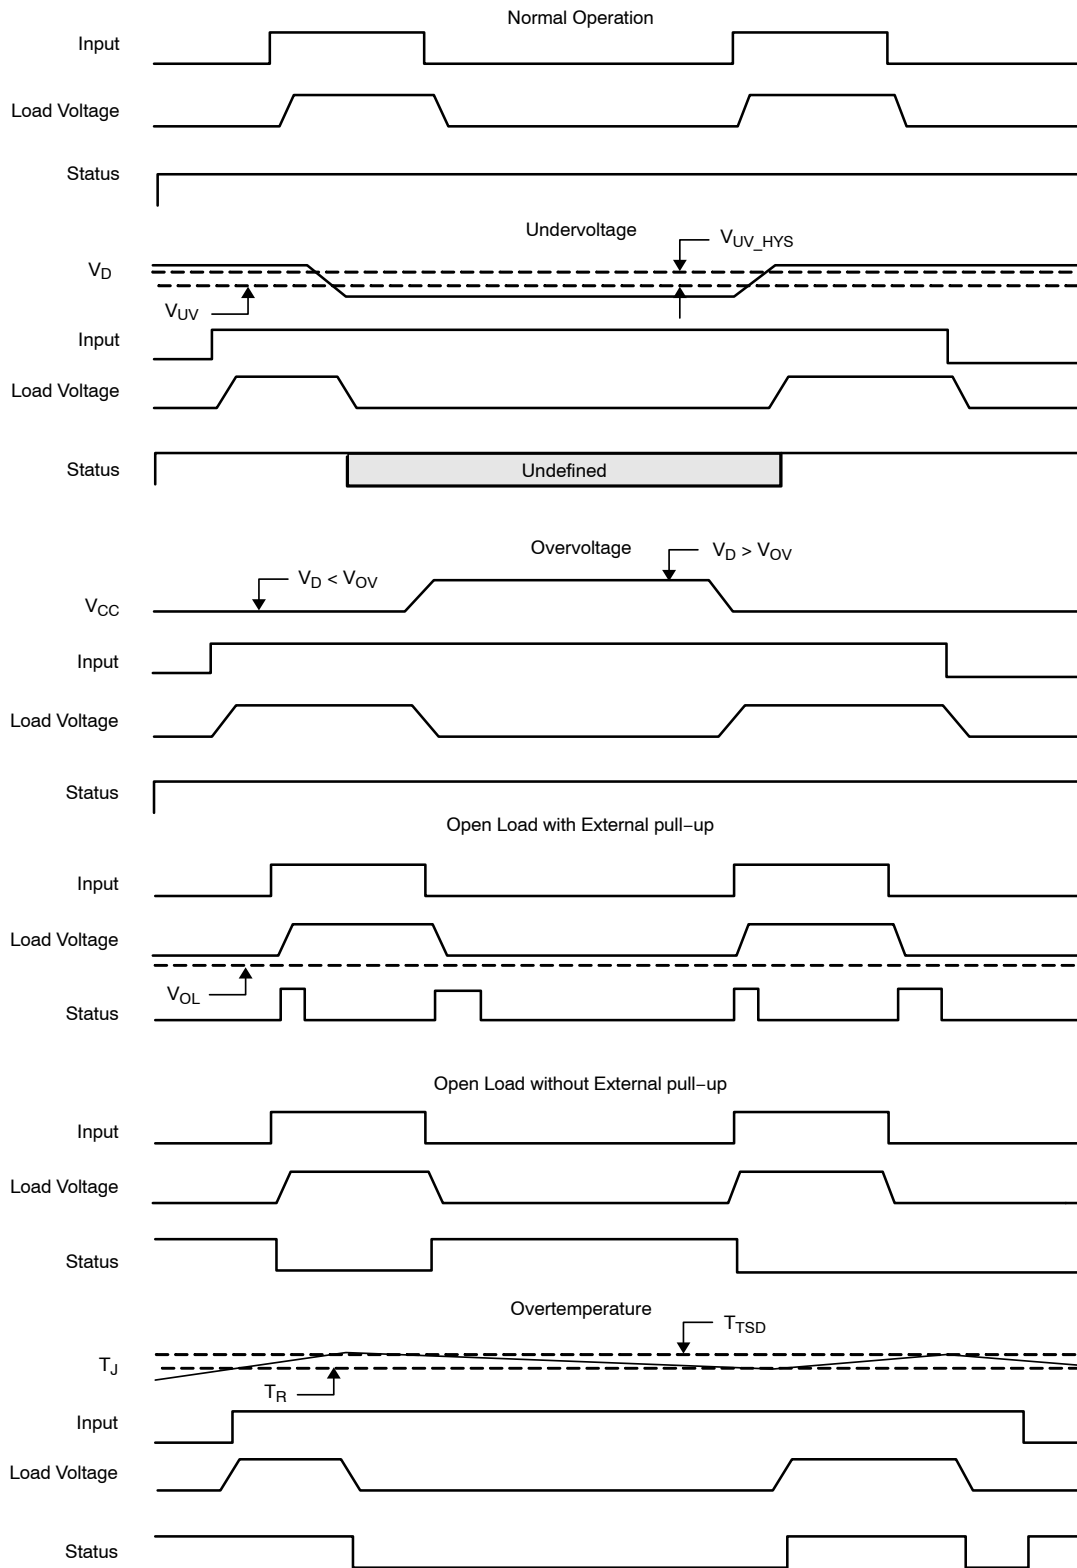 Normal Operation
Input
Load Voltage
Status
Undervoltage
V_UV_HYS
V_D
V_UV
Input
Load Voltage
Status
Undefined
Overvoltage
V_D > V_OV
V_D < V_OV
V_CC
Input
Load Voltage
Status
Open Load with External pull−up
Input
Load Voltage
V_OL
Status
Open Load without External pull−up
Input
Load Voltage
Status
Overtemperature
T_TSD
T_J
T_R
Input
Load Voltage
Status